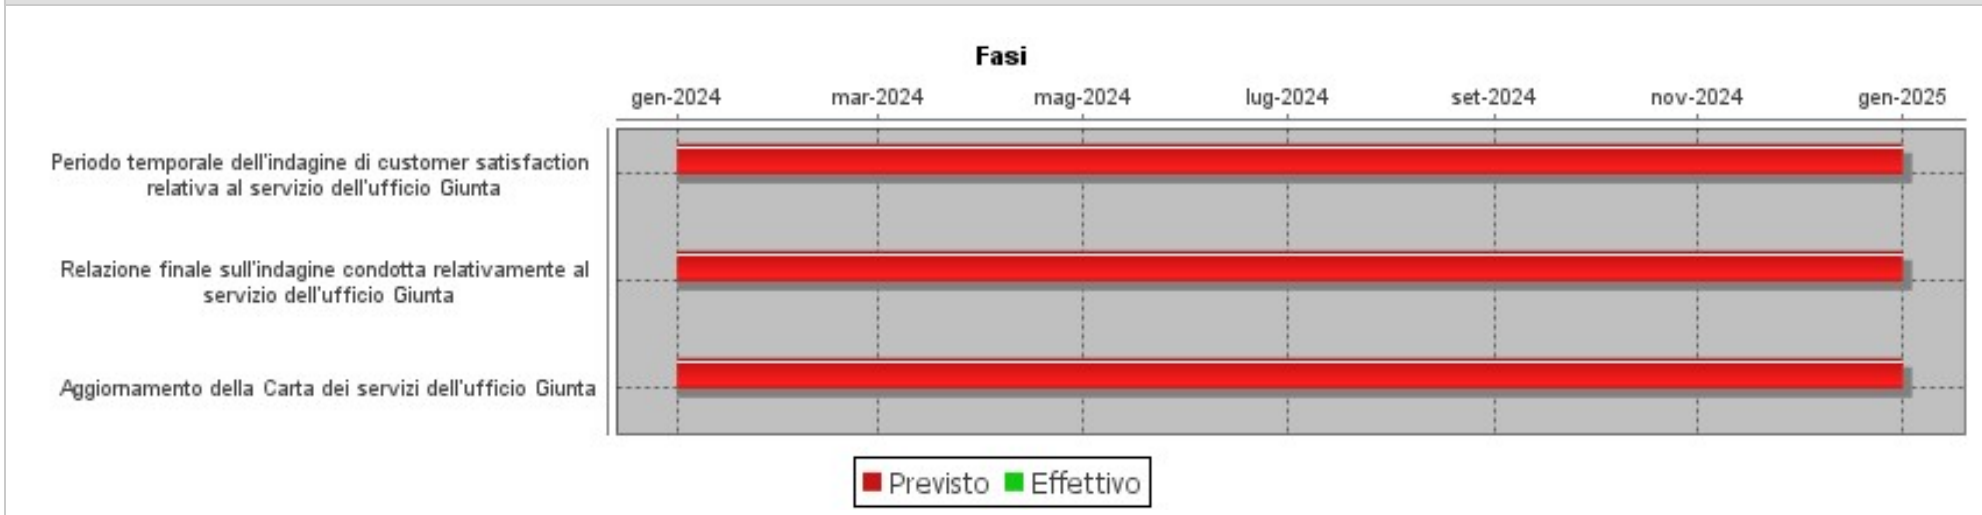 Fasi
gen-2024 mar-2024 mag-2024 lug-2024 set-2024 nov-2024 gen-2025
Periodo temporale dell'indagine di customer satisfaction
relativa al servizio dell'ufficio Giunta
Relazione finale sull'indagine condotta relativamente al
servizio dell'ufficio Giunta
Aggiornamento della Carta dei servizi dell'ufficio Giunta
Previsto Effettivo